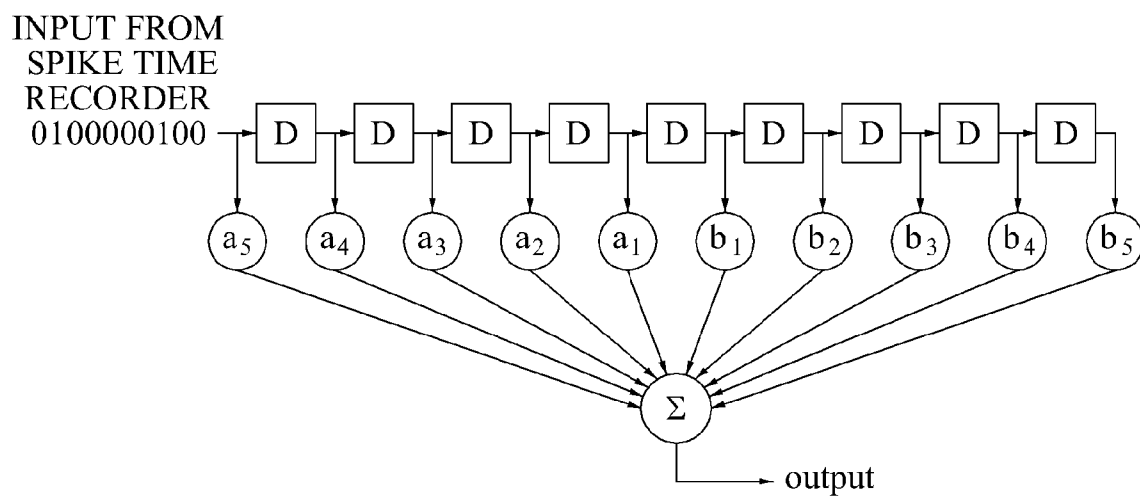 INPUT FROM
SPIKE TIME
RECORDER
0100000100
D D D D D D D D D
a5 a4 a3 a2 a1 b1 b2 b3 b4 b5
Σ
output